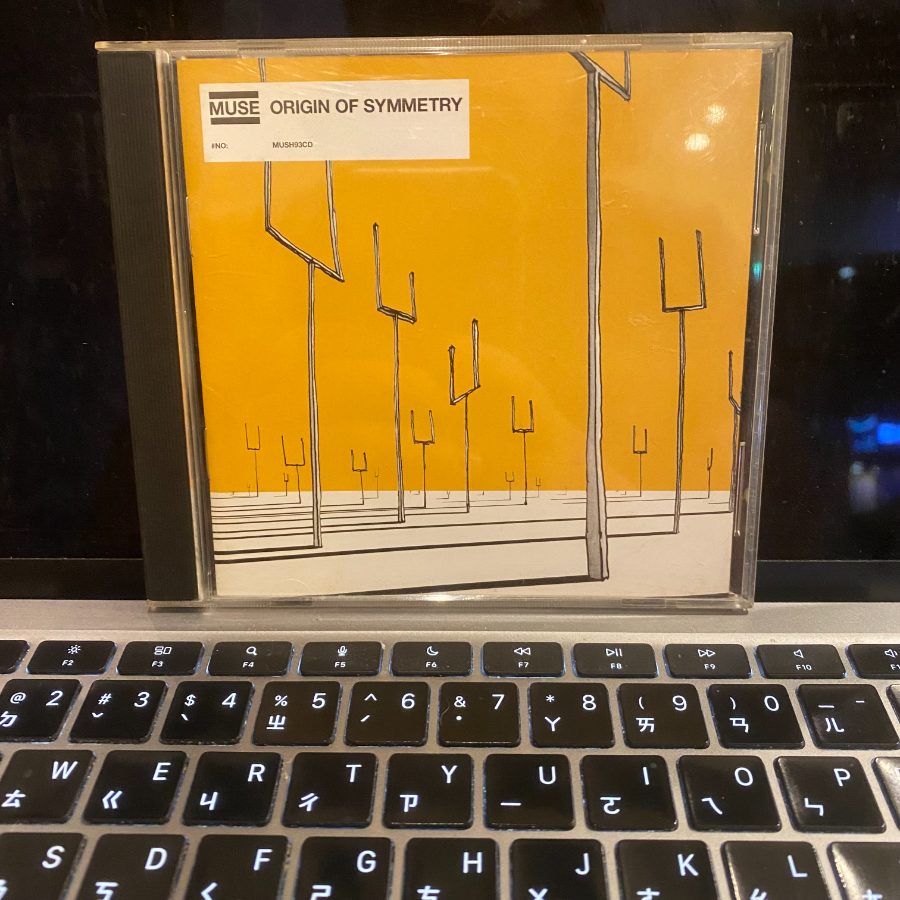 MUSE ORIGIN OF SYMMETRY
#NO: MUSH93CD
F2 F3 F4 F5 F6 F7 F8 F9 F10
@ 2 # 3 $ 4 % 5 ^ 6 & 7 * 8 ( 9 ) 0 — -
ㄉ ˇ ˋ ㄓ ˊ ˙ ㄚ ㄞ ㄢ ㄦ
W E R T Y U I O P
ㄊ ㄍ ㄐ ㄔ ㄗ ㄧ ㄛ ㄟ ㄣ
S D F G H J K L